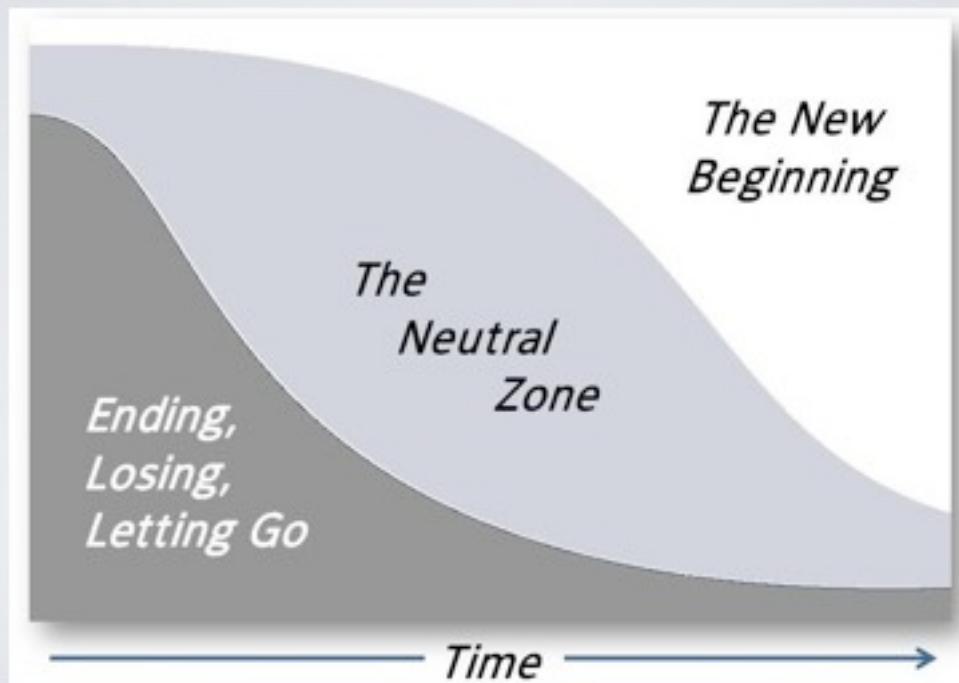 The New
Beginning
The
Neutral
Zone
Ending,
Losing,
Letting Go
Time